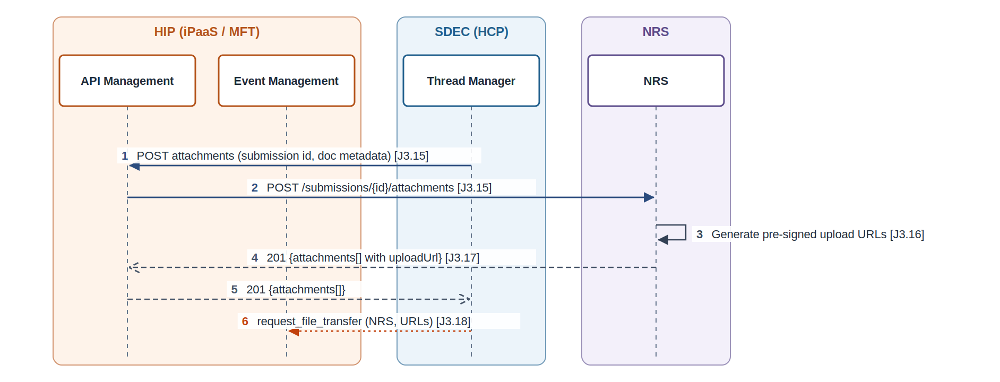 HIP (iPaaS / MFT)
SDEC (HCP)
NRS
API Management
Event Management
Thread Manager
NRS
1 POST attachments (submission id, doc metadata) [J3.15]
2 POST /submissions/{id}/attachments [J3.15]
3 Generate pre-signed upload URLs [J3.16]
4 201 {attachments[] with uploadUrl} [J3.17]
5 201 {attachments[]}
6 request_file_transfer (NRS, URLs) [J3.18]